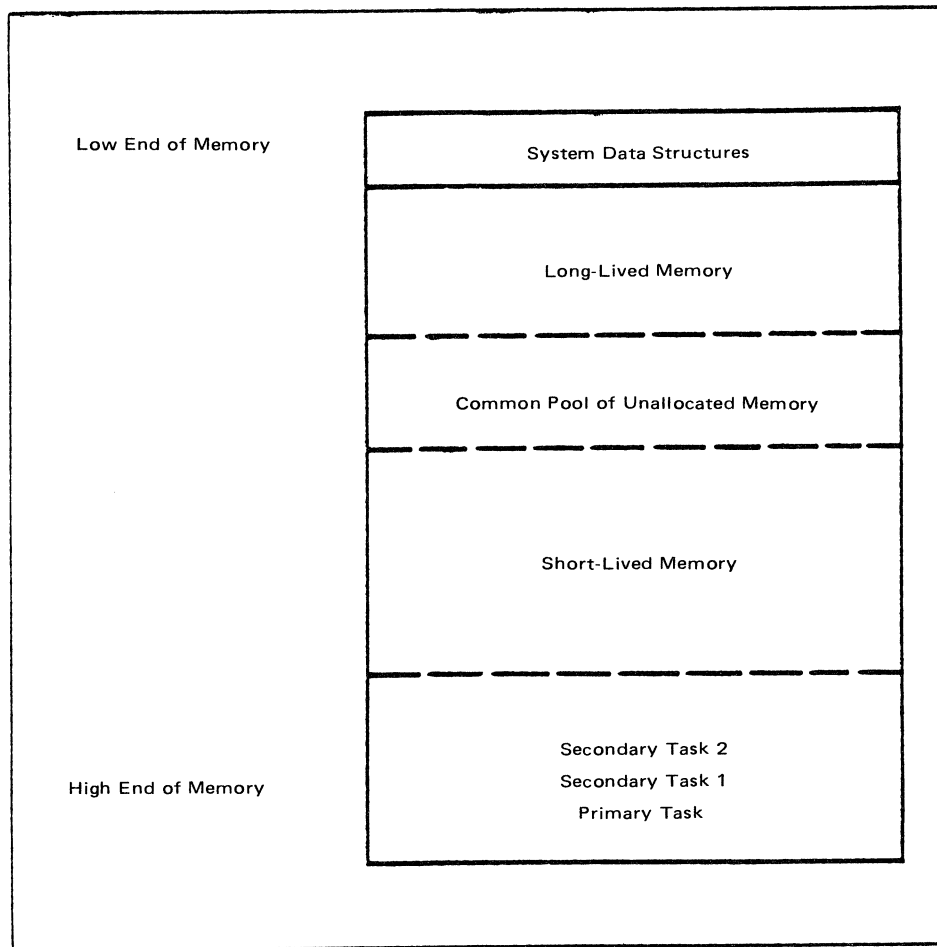 Low End of Memory
System Data Structures
Long-Lived Memory
Common Pool of Unallocated Memory
Short-Lived Memory
Secondary Task 2
Secondary Task 1
High End of Memory
Primary Task